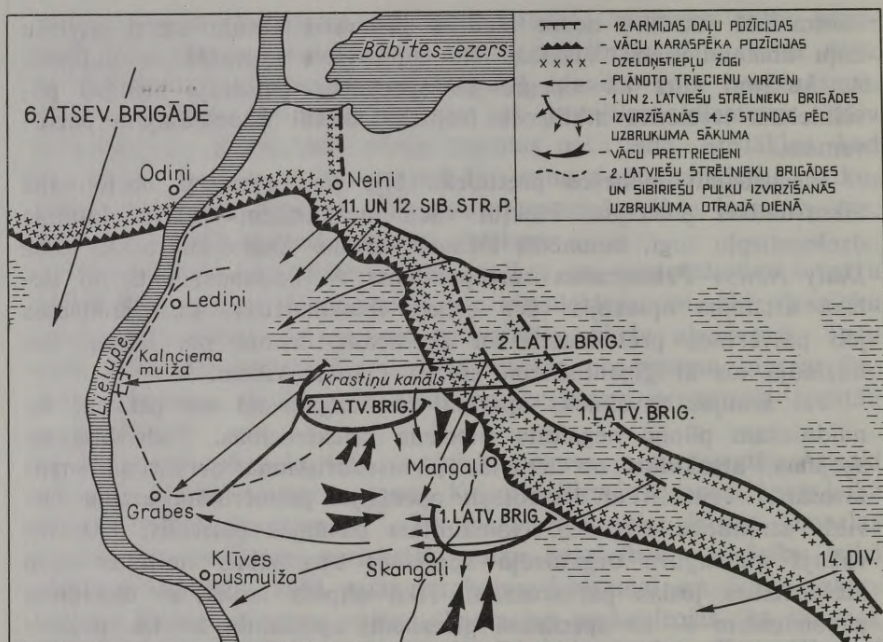 Babītes ezers
12.ARMIJAS DAĻU POZĪCIJAS
VĀCU KARASPĒKA POZĪCIJAS
- DZELOŅSTIEPĻU ŽOGI
- PLĀNOTO TRIECIENU VIRZIENI
- 1. UN 2. LATVIEŠU STRĒLNIEKU BRIGĀDES
IZVIRZĪŠANĀS 4-5 STUNDAS PĒC
UZBRUKUMA SĀKUMA
- VĀCU PRETTRIECIENI
- 2. LATVIEŠU STRĒLNIEKU BRIGĀDES
UN SIBĪRIEŠU PULKU IZVIRZĪŠANĀS
UZBRUKUMA OTRAJĀ DIENĀ
6. ATSEV. BRIGĀDE
Odiņi
Neini
11. UN 12. SIB. STR. P.
Lediņi
Kalnciema
muiža
Lielupe
2. LATV. BRIG.
Krastiņu kanāls
2. LATV. BRIG.
1. LATV. BRIG.
Mangaļi
Grabes
1. LATV. BRIG.
Skangaļi
Klīves
pusmuiža
4. DIV.